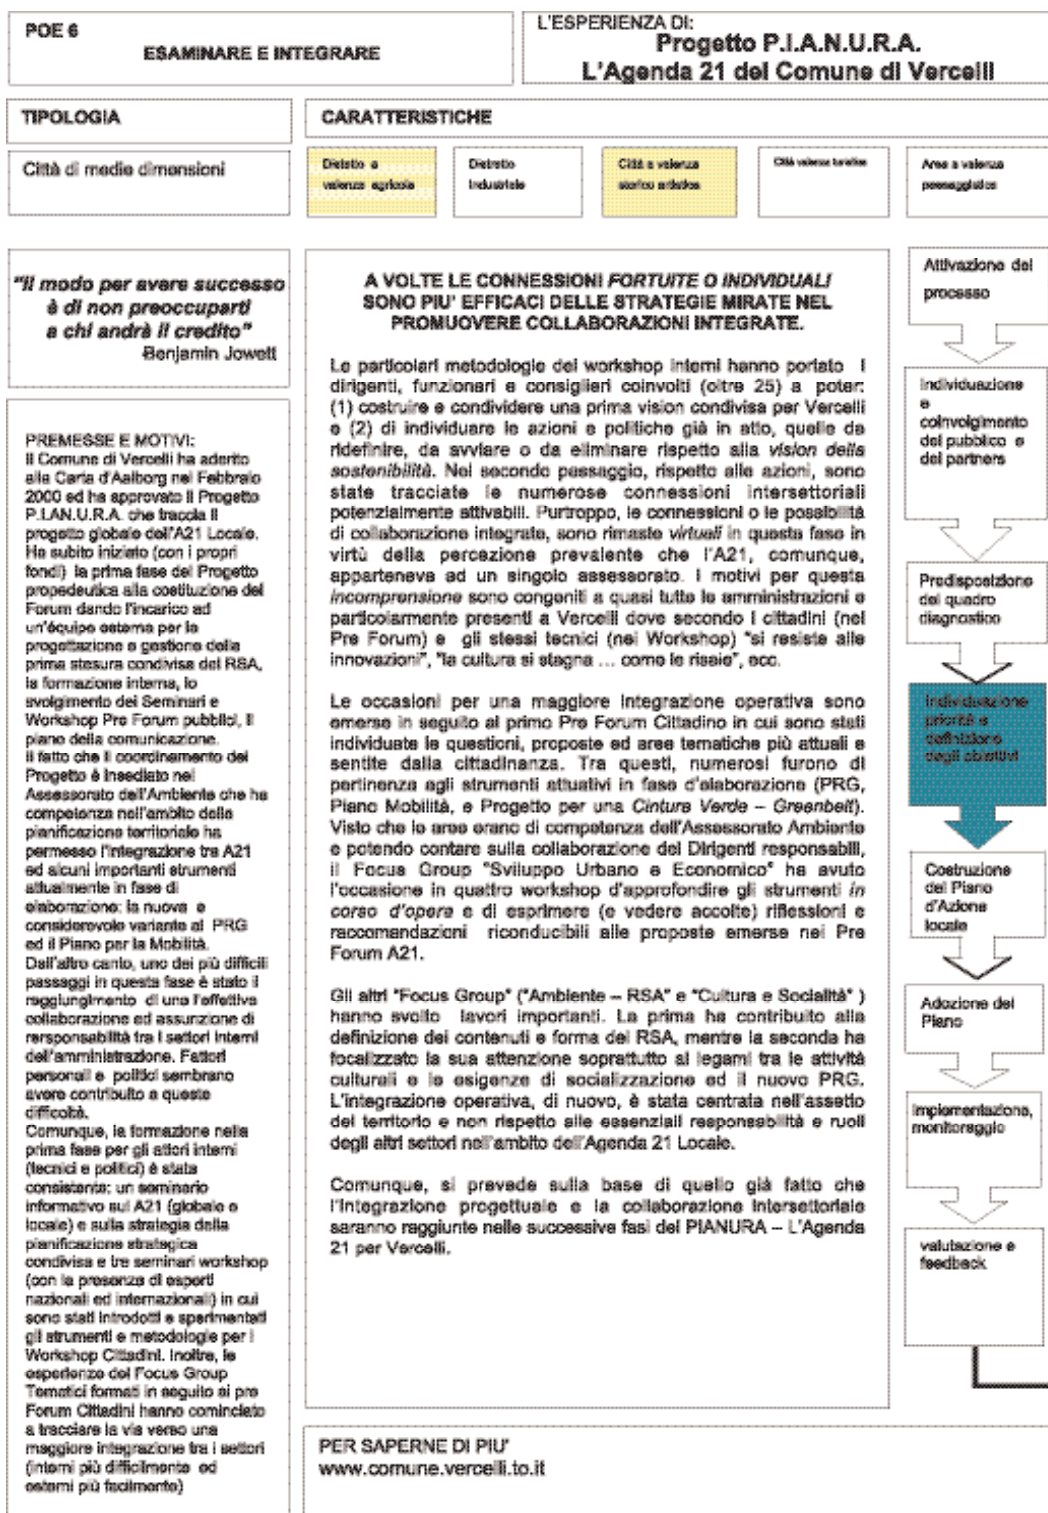 POE 6
ESAMINARE E INTEGRARE
L'ESPERIENZA DI:
Progetto P.I.A.N.U.R.A.
L'Agenda 21 del Comune di Vercelli
TIPOLOGIA
CARATTERISTICHE
Città di medie dimensioni
Distretto a
valenza agricola
Distretto
Industriale
Città a valenza
storico artistica
Città valenza turistica
Area a valenza
paesaggistica
"Il modo per avere successo
è di non preoccuparti
a chi andrà il credito"
Benjamin Jowett
PREMESSE E MOTIVI:
Il Comune di Vercelli ha aderito
alla Carta d'Aalborg nel Febbraio
2000 ed ha approvato il Progetto
P.I.AN.U.R.A. che traccia il
progetto globale dell'A21 Locale.
Ha subito iniziato (con i propri
fondi) la prima fase del Progetto
propedeutica alla costituzione del
Forum dando l'incarico ad
un'équipe esterna per la
progettazione e gestione della
prima stesura condivisa del RSA,
la formazione interna, lo
svolgimento dei Seminari e
Workshop Pre Forum pubblici, il
piano della comunicazione.
Il fatto che il coordinamento del
Progetto è insediato nel
Assessorato dell'Ambiente che ha
competenza nell'ambito della
pianificazione territoriale ha
permesso l'integrazione tra A21
ed alcuni importanti strumenti
attualmente in fase di
elaborazione: la nuova e
considerevole variante al PRG
ed il Piano per la Mobilità.
Dall'altro canto, uno dei più difficili
passaggi in questa fase è stato il
raggiungimento di una l'effettiva
collaborazione ed assunzione di
rersponsabilità tra i settori interni
dell'amministrazione. Fattori
personali e politici sembrano
avere contribuito a queste
difficoltà.
Comunque, la formazione nella
prima fase per gli attori interni
(tecnici e politici) è stata
consistente: un seminario
informativo sul A21 (globale e
locale) e sulla strategia della
pianificazione strategica
condivisa e tre seminari workshop
(con la presenza di esperti
nazionali ed internazionali) in cui
sono stati introdotti e sperimentati
gli strumenti e metodologie per i
Workshop Cittadini. Inoltre, le
esperienze dei Focus Group
Tematici formati in seguito ai pre
Forum Cittadini hanno cominciato
a tracciare la via verso una
maggiore integrazione tra i settori
(interni più difficilmente ed
esterni più facilmente)
A VOLTE LE CONNESSIONI FORTUITE O INDIVIDUALI
SONO PIU' EFFICACI DELLE STRATEGIE MIRATE NEL
PROMUOVERE COLLABORAZIONI INTEGRATE.
Le particolari metodologie dei workshop interni hanno portato i
dirigenti, funzionari e consiglieri coinvolti (oltre 25) a poter:
(1) costruire e condividere una prima vision condivisa per Vercelli
e (2) di individuare le azioni e politiche già in atto, quelle da
ridefinire, da avviare o da eliminare rispetto alla vision della
sostenibilità. Nel secondo passaggio, rispetto alle azioni, sono
state tracciate le numerose connessioni intersettoriali
potenzialmente attivabili. Purtroppo, le connessioni o le possibilità
di collaborazione integrate, sono rimaste virtuali in questa fase in
virtù della percezione prevalente che l'A21, comunque,
apparteneva ad un singolo assessorato. I motivi per questa
incomprensione sono congeniti a quasi tutte le amministrazioni e
particolarmente presenti a Vercelli dove secondo i cittadini (nel
Pre Forum) e gli stessi tecnici (nei Workshop) "si resiste alle
innovazioni", "la cultura si stagna ... come le risaie", ecc.
Le occasioni per una maggiore integrazione operativa sono
emerse in seguito al primo Pre Forum Cittadino in cui sono stati
individuate le questioni, proposte ed aree tematiche più attuali e
sentite dalla cittadinanza. Tra questi, numerosi furono di
pertinenza agli strumenti attuativi in fase d'elaborazione (PRG,
Piano Mobilità, e Progetto per una Cintura Verde – Greenbelt).
Visto che le aree erano di competenza dell'Assessorato Ambiente
e potendo contare sulla collaborazione dei Dirigenti responsabili,
il Focus Group "Sviluppo Urbano e Economico" ha avuto
l'occasione in quattro workshop d'approfondire gli strumenti in
corso d'opera e di esprimere (e vedere accolte) riflessioni e
raccomandazioni riconducibili alle proposte emerse nei Pre
Forum A21.
Gli altri "Focus Group" ("Ambiente – RSA" e "Cultura e Socialità" )
hanno svolto lavori importanti. La prima ha contribuito alla
definizione dei contenuti e forma del RSA, mentre la seconda ha
focalizzato la sua attenzione soprattutto ai legami tra le attività
culturali e le esigenze di socializzazione ed il nuovo PRG.
L'integrazione operativa, di nuovo, è stata centrata nell'assetto
del territorio e non rispetto alle essenziali responsabilità e ruoli
degli altri settori nell'ambito dell'Agenda 21 Locale.
Comunque, si prevede sulla base di quello già fatto che
l'Integrazione progettuale e la collaborazione intersettoriale
saranno raggiunte nelle successive fasi del PIANURA – L'Agenda
21 per Vercelli.
Attivazione del
processo
Individuazione
e
coinvolgimento
del pubblico e
dei partners
Predisposizione
del quadro
diagnostico
Individuazione
priorità e
definizione
degli obiettivi
Costruzione
del Piano
d'Azione
locale
Adozione del
Piano
Implementazione,
monitoraggio
valutazione e
feedback
PER SAPERNE DI PIU'
www.comune.vercelli.to.it